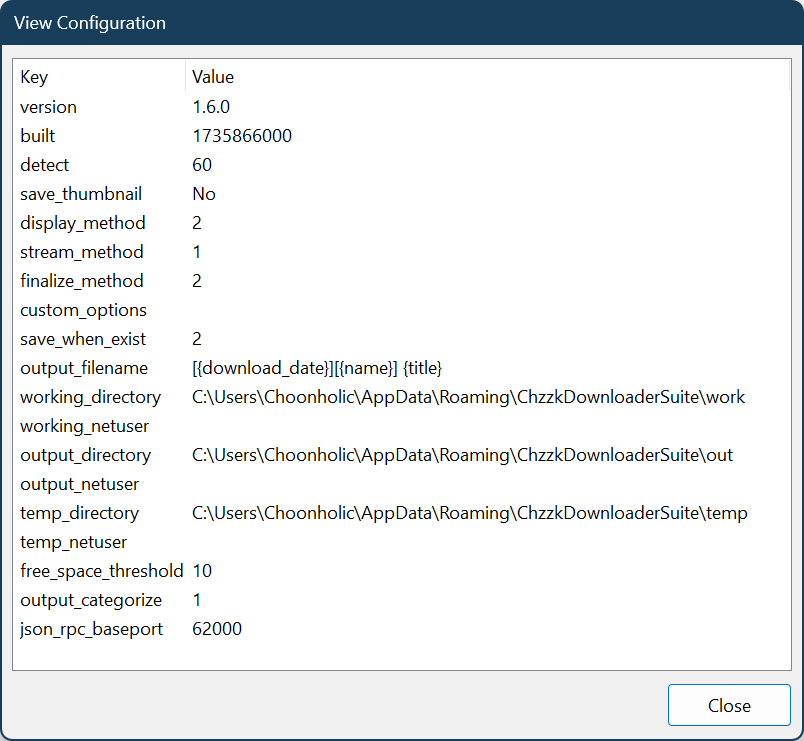 View Configuration
Key Value
version 1.6.0
built 1735866000
detect 60
save_thumbnail No
display_method 2
stream_method 1
finalize_method 2
custom_options
save_when_exist 2
output_filename [{download_date}][{name}] {title}
working_directory C:\Users\Choonholic\AppData\Roaming\ChzzkDownloaderSuite\work
working_netuser
output_directory C:\Users\Choonholic\AppData\Roaming\ChzzkDownloaderSuite\out
output_netuser
temp_directory C:\Users\Choonholic\AppData\Roaming\ChzzkDownloaderSuite\temp
temp_netuser
free_space_threshold 10
output_categorize 1
json_rpc_baseport 62000
Close